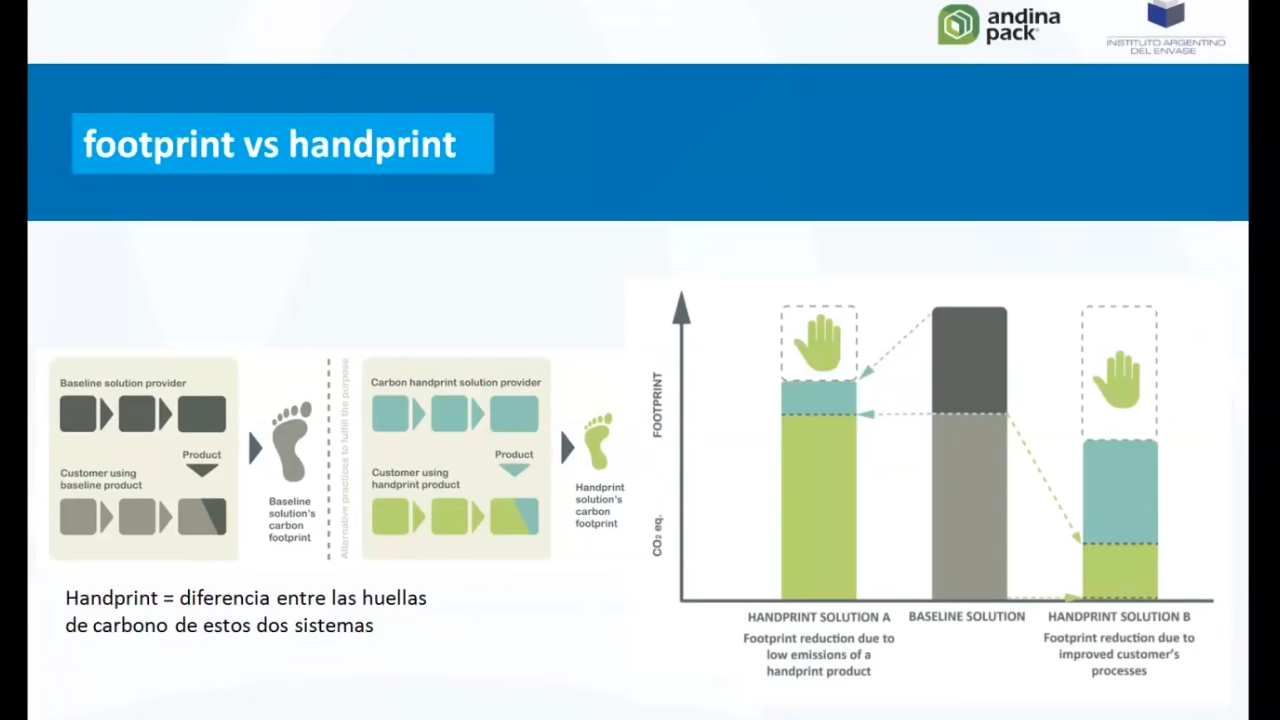 andina
pack
INSTITUTO ARGENTINO
DEL ENVASE
footprint vs handprint
Baseline solution provider
Product
Customer using
baseline product
Baseline
solution's
carbon
footprint
Alternative practices to fulfill the purpose
Carbon handprint solution provider
Product
Customer using
handprint product
Handprint
solution's
carbon
footprint
Handprint = diferencia entre las huellas
de carbono de estos dos sistemas
FOOTPRINT
CO₂ eq.
HANDPRINT SOLUTION A
Footprint reduction due to
low emissions of a
handprint product
BASELINE SOLUTION
HANDPRINT SOLUTION B
Footprint reduction due to
improved customer's
processes